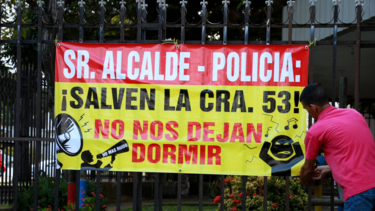 SR. ALCALDE - POLICIA:
¡SALVEN LA CRA. 53!
NO NOS DEJAN
DORMIR